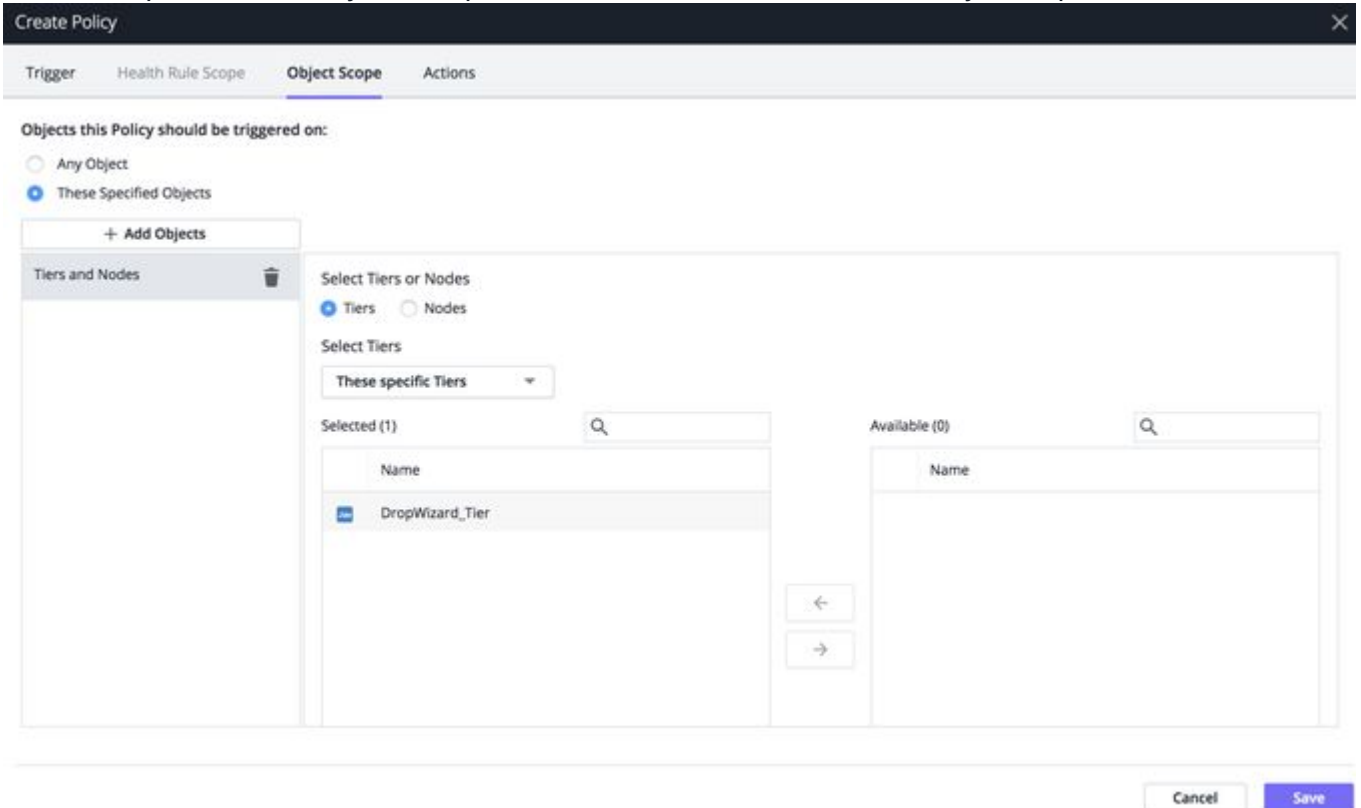 Create Policy
Trigger Health Rule Scope Object Scope Actions
Objects this Policy should be triggered on:
Any Object
These Specified Objects
+ Add Objects
Tiers and Nodes
Select Tiers or Nodes
Tiers Nodes
Select Tiers
These specific Tiers
Selected (1) Available (0)
Name Name
DropWizard_Tier
Cancel Save